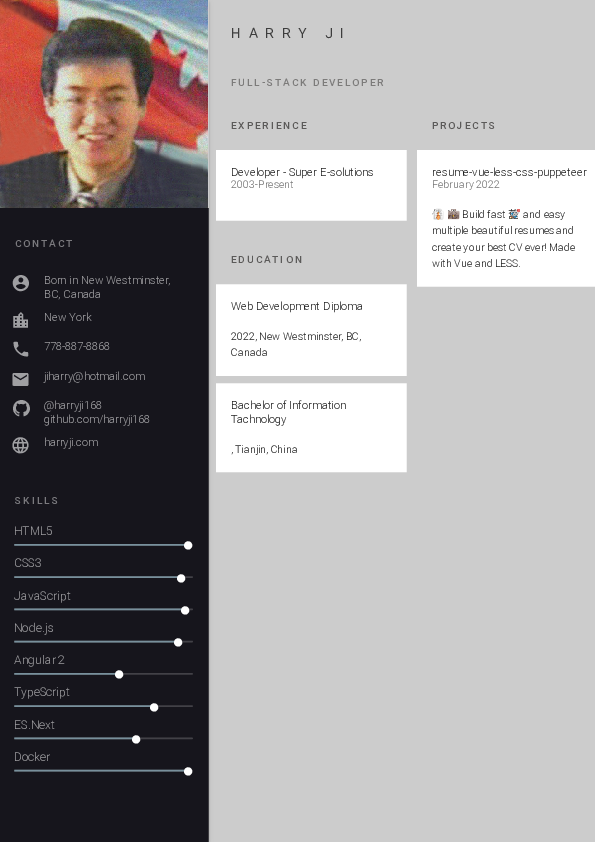 HARRY JI
FULL-STACK DEVELOPER
CONTACT
Born in New Westminster,
BC, Canada
New York
778-887-8868
jiharry@hotmail.com
@harryji168
github.com/harryji168
harryji.com
SKILLS
HTML5
CSS3
JavaScript
Node.js
Angular 2
TypeScript
ES.Next
Docker
EXPERIENCE
Developer - Super E-solutions
2003-Present
EDUCATION
Web Development Diploma
2022, New Westminster, BC,
Canada
Bachelor of Information
Tachnology
, Tianjin, China
PROJECTS
resume-vue-less-css-puppeteer
February 2022
Build fast and easy
multiple beautiful resumes and
create your best CV ever! Made
with Vue and LESS.